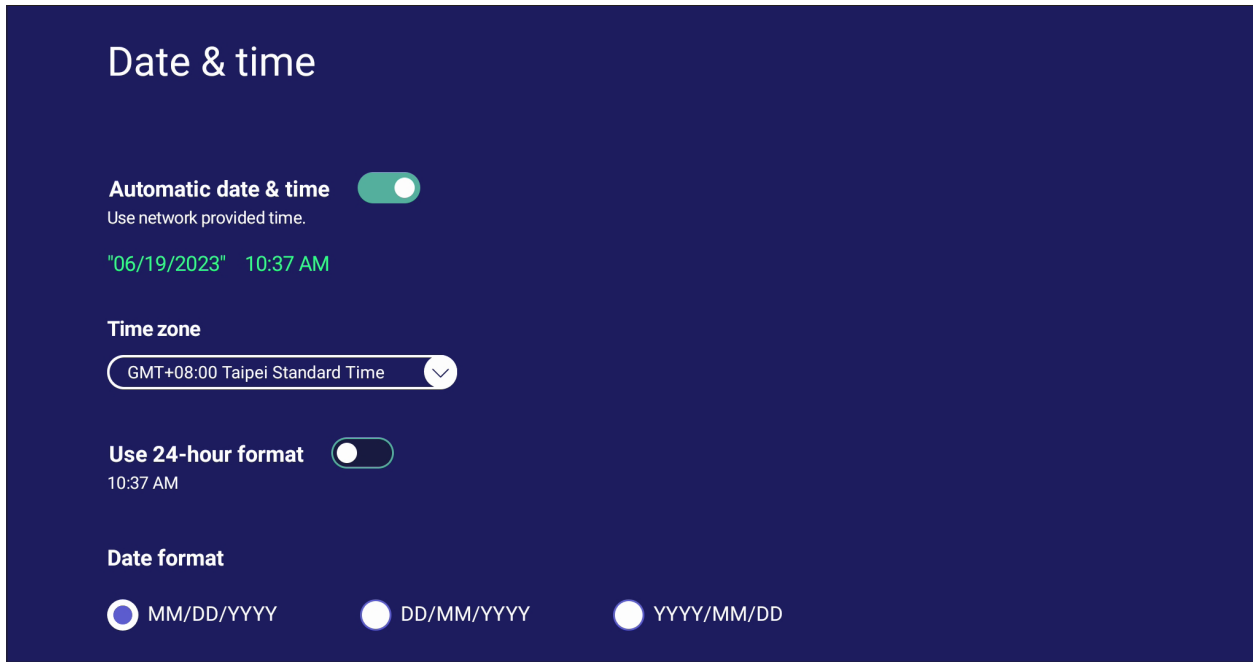 Date & time
Automatic date & time
Use network provided time.
"06/19/2023" 10:37 AM
Time zone
GMT+08:00 Taipei Standard Time
Use 24-hour format
10:37 AM
Date format
MM/DD/YYYY DD/MM/YYYY YYYY/MM/DD